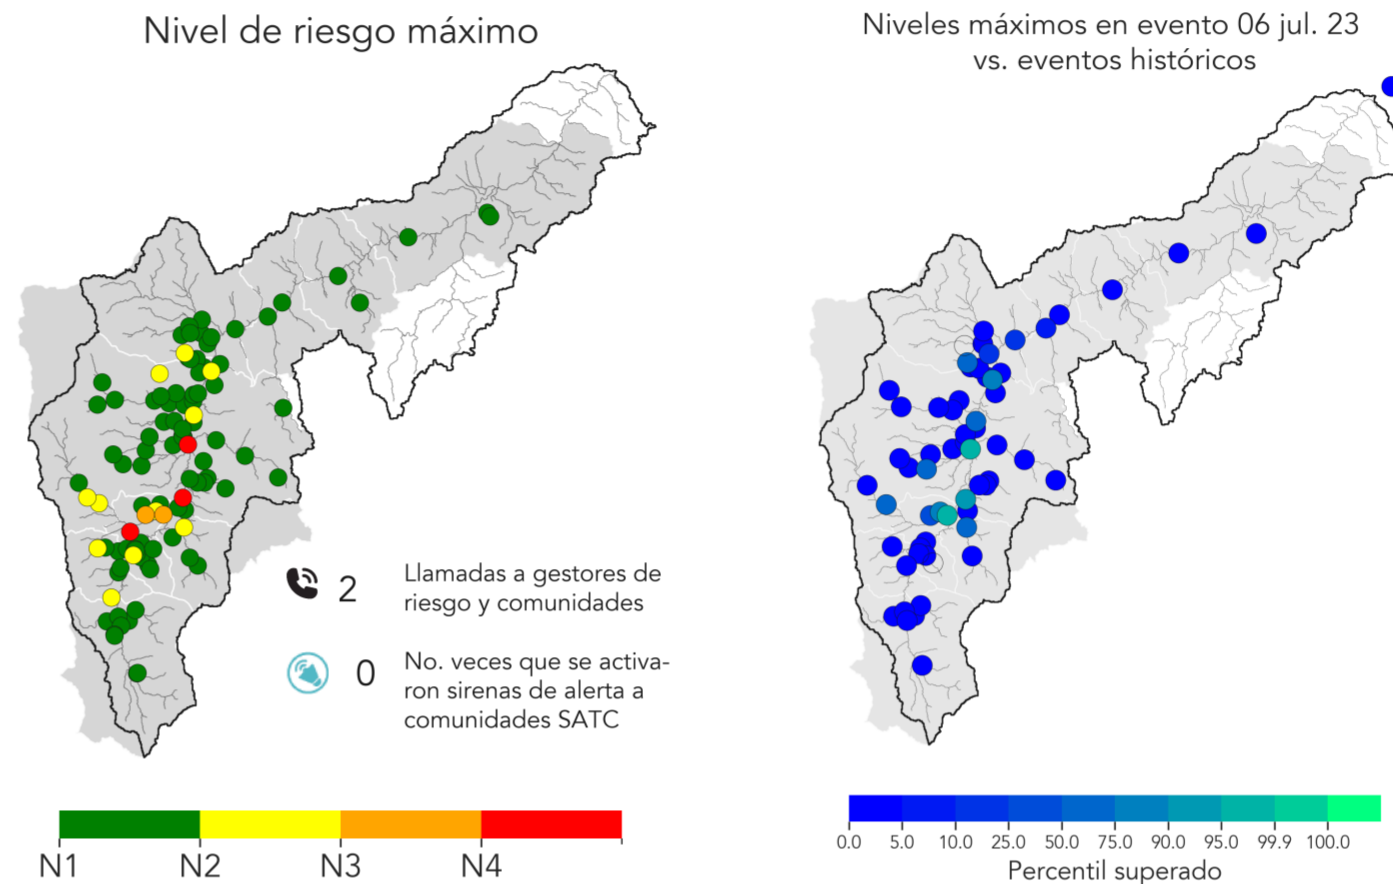 Nivel de riesgo máximo
2
Llamadas a gestores de
riesgo y comunidades
0
No. veces que se activa-
ron sirenas de alerta a
comunidades SATC
N1 N2 N3 N4
Niveles máximos en evento 06 jul. 23
vs. eventos históricos
0.0 5.0 10.0 25.0 50.0 75.0 90.0 95.0 99.9 100.0
Percentil superado